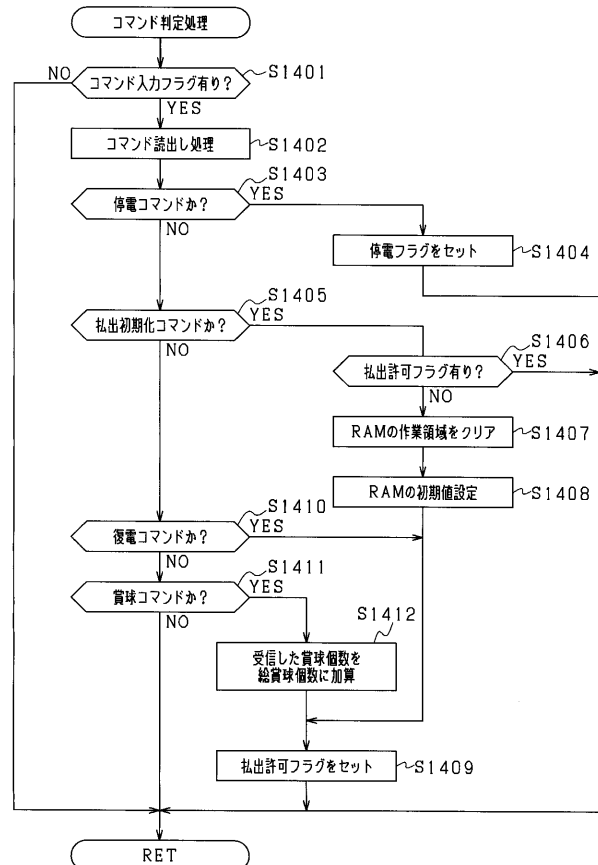 コマンド判定処理
NO
コマンド入力フラグ有り?
S1401
YES
コマンド読出し処理
S1402
停電コマンドか?
S1403
YES
NO
停電フラグをセット
S1404
払出初期化コマンドか?
S1405
YES
NO
払出許可フラグ有り?
S1406
YES
NO
RAMの作業領域をクリア
S1407
RAMの初期値設定
S1408
復電コマンドか?
S1410
YES
NO
賞球コマンドか?
S1411
YES
NO
S1412
受信した賞球個数を
総賞球個数に加算
払出許可フラグをセット
S1409
RET